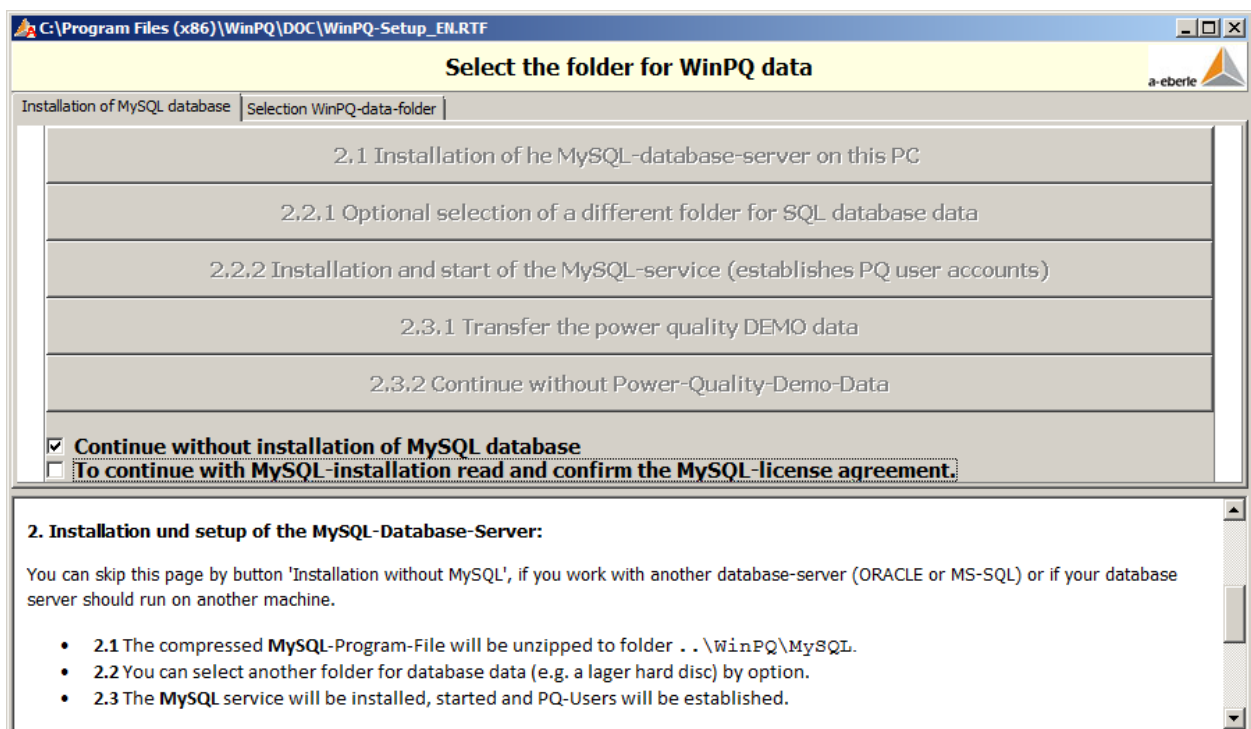 C:\Program Files (x86)\WinPQ\DOC\WinPQ-Setup_EN.RTF
Select the folder for WinPQ data
a-eberle
Installation of MySQL database
Selection WinPQ-data-folder
2.1 Installation of he MySQL-database-server on this PC
2.2.1 Optional selection of a different folder for SQL database data
2.2.2 Installation and start of the MySQL-service (establishes PQ user accounts)
2.3.1 Transfer the power quality DEMO data
2.3.2 Continue without Power-Quality-Demo-Data
Continue without installation of MySQL database
To continue with MySQL-installation read and confirm the MySQL-license agreement.
2. Installation und setup of the MySQL-Database-Server:
You can skip this page by button 'Installation without MySQL', if you work with another database-server (ORACLE or MS-SQL) or if your database
server should run on another machine.
• 2.1 The compressed MySQL-Program-File will be unzipped to folder ..\WinPQ\MySQL.
• 2.2 You can select another folder for database data (e.g. a lager hard disc) by option.
• 2.3 The MySQL service will be installed, started and PQ-Users will be established.